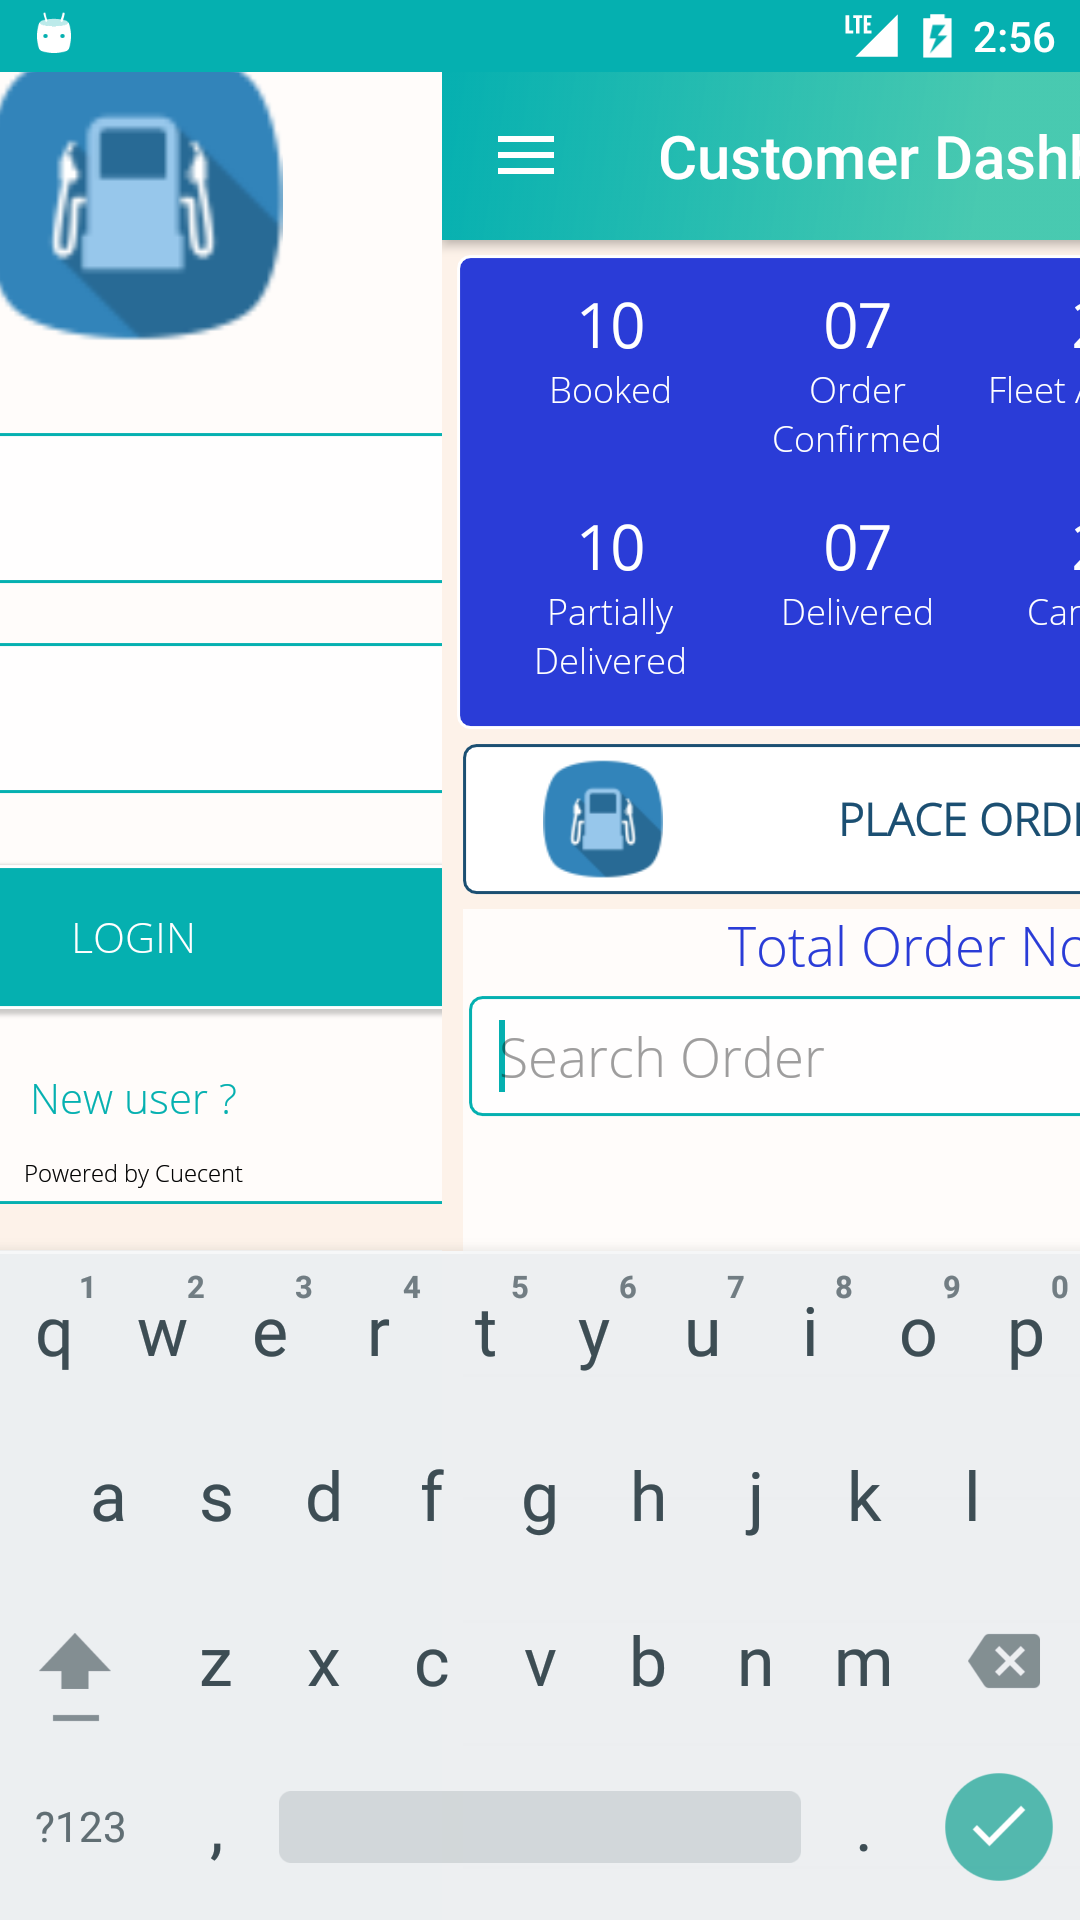 LTE 2:56
Customer Dash
10 07
Booked Order Fleet
Confirmed
10 07
Partially Delivered Can
Delivered
PLACE ORD
Total Order No
Search Order
LOGIN
New user ?
Powered by Cuecent
1 2 3 4 5 6 7 8 9 0
q w e r t y u i o p
a s d f g h j k l
z x c v b n m
?123 , .